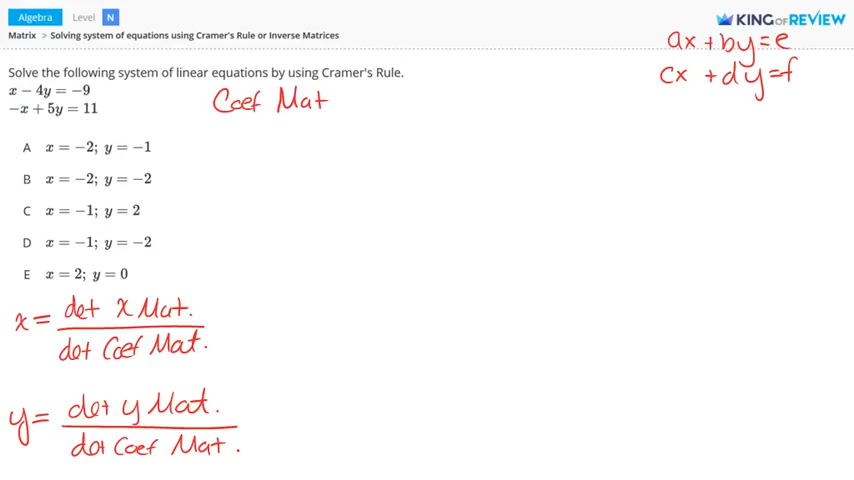 Algebra Level N
KING OF REVIEW
Matrix > Solving system of equations using Cramer's Rule or Inverse Matrices
ax + by = e
cx + dy = f
Solve the following system of linear equations by using Cramer's Rule.
x − 4y = −9
−x + 5y = 11
Coef Mat
A x = −2; y = −1
B x = −2; y = −2
C x = −1; y = 2
D x = −1; y = −2
E x = 2; y = 0
x = det x Mat.
det Coef Mat.
y = det y Mat.
det Coef Mat.